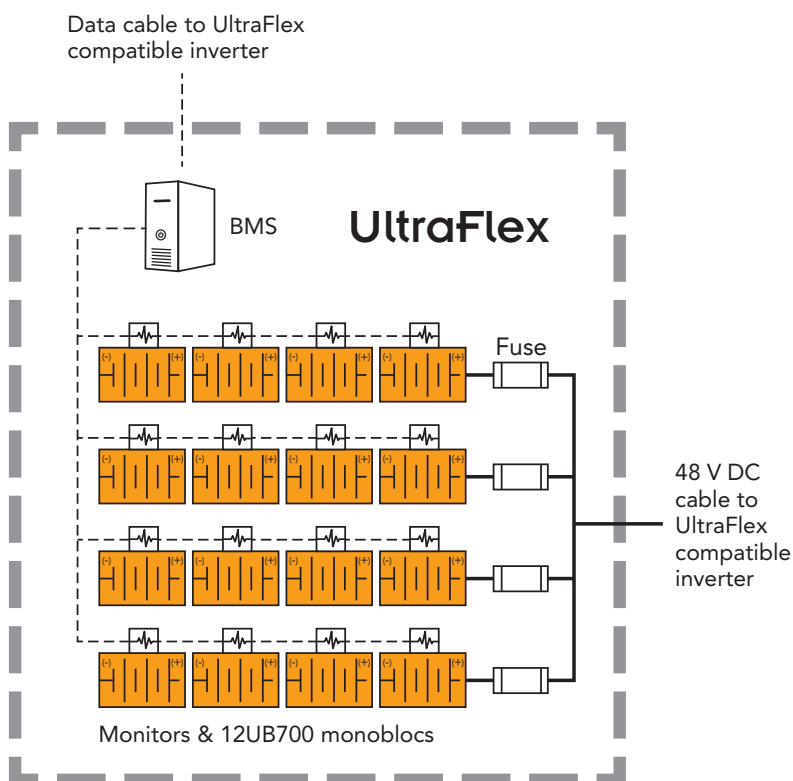 Data cable to UltraFlex
compatible inverter
BMS
UltraFlex
Fuse
(-) (+) (-) (+) (-) (+) (-) (+)
(-) (+) (-) (+) (-) (+) (-) (+)
(-) (+) (-) (+) (-) (+) (-) (+)
(-) (+) (-) (+) (-) (+) (-) (+)
48 V DC
cable to
UltraFlex
compatible
inverter
Monitors & 12UB700 monoblocs